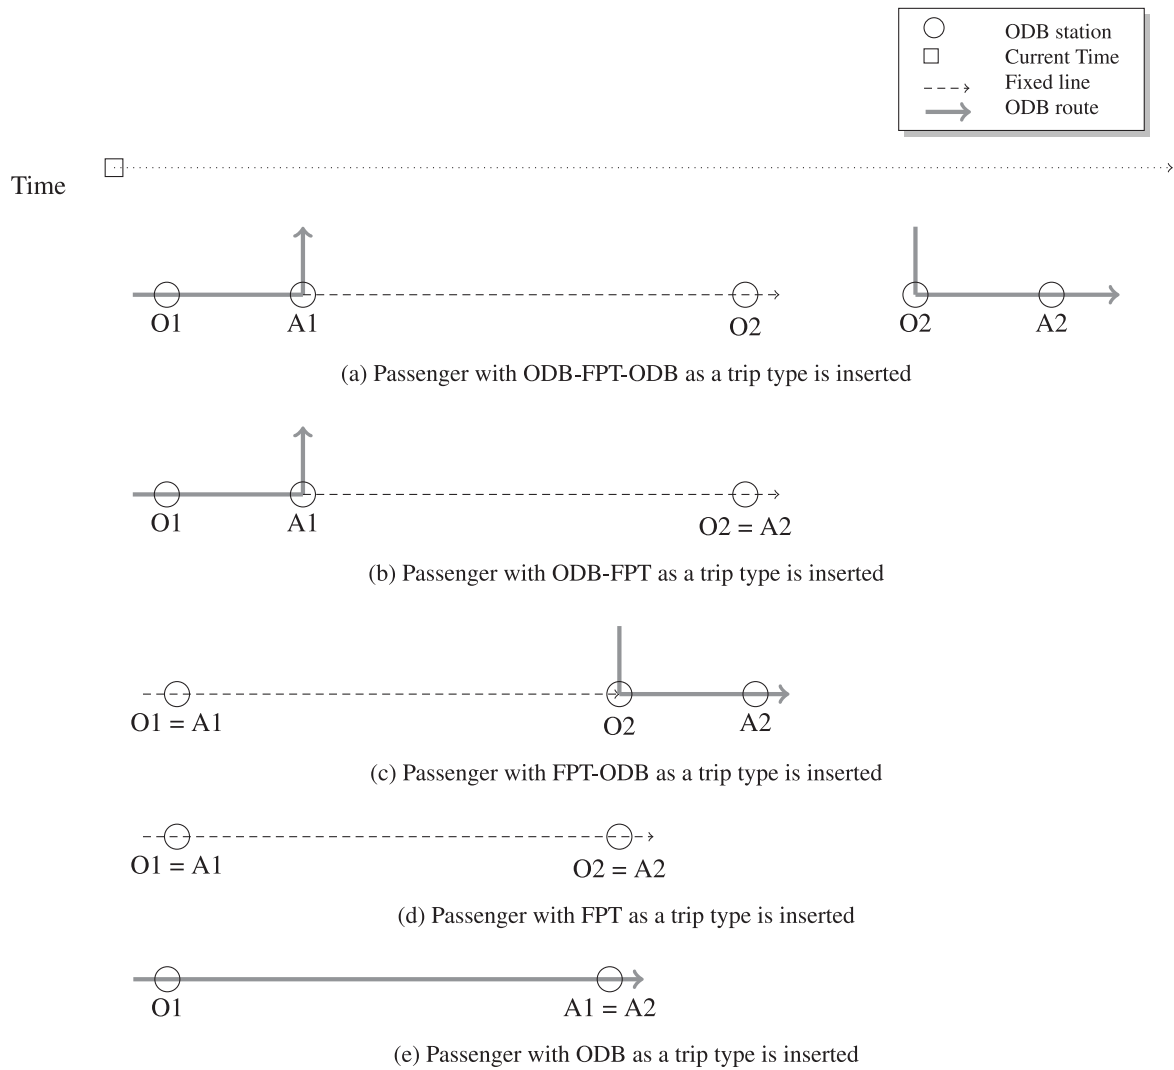 ODB station
Current Time
Fixed line
ODB route
Time
O1 A1 O2 O2 A2
(a) Passenger with ODB-FPT-ODB as a trip type is inserted
O1 A1 O2 = A2
(b) Passenger with ODB-FPT as a trip type is inserted
O1 = A1 O2 A2
(c) Passenger with FPT-ODB as a trip type is inserted
O1 = A1 O2 = A2
(d) Passenger with FPT as a trip type is inserted
O1 A1 = A2
(e) Passenger with ODB as a trip type is inserted